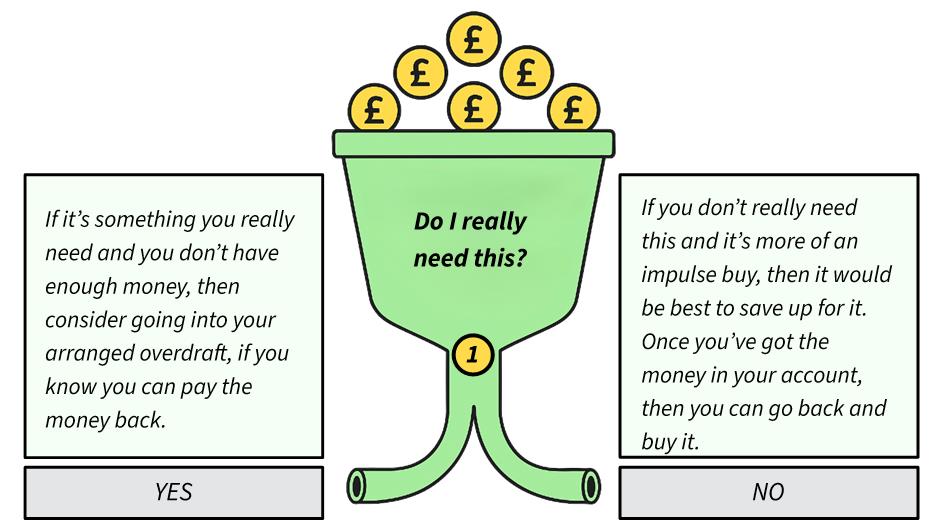 £
£ £
£ £ £
Do I really
need this?
1
If it’s something you really
need and you don’t have
enough money, then
consider going into your
arranged overdraft, if you
know you can pay the
money back.
YES
If you don’t really need
this and it’s more of an
impulse buy, then it would
be best to save up for it.
Once you’ve got the
money in your account,
then you can go back and
buy it.
NO